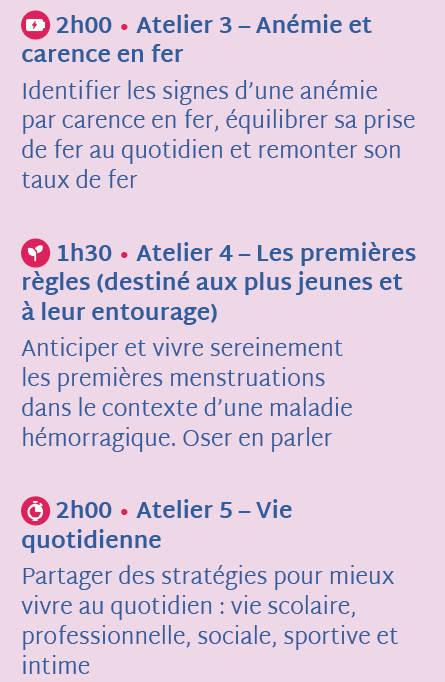 2h00 • Atelier 3 – Anémie et
carence en fer
Identifier les signes d’une anémie
par carence en fer, équilibrer sa prise
de fer au quotidien et remonter son
taux de fer
1h30 • Atelier 4 – Les premières
règles (destiné aux plus jeunes et
à leur entourage)
Anticiper et vivre sereinement
les premières menstruations
dans le contexte d’une maladie
hémorragique. Oser en parler
2h00 • Atelier 5 – Vie
quotidienne
Partager des stratégies pour mieux
vivre au quotidien : vie scolaire,
professionnelle, sociale, sportive et
intime